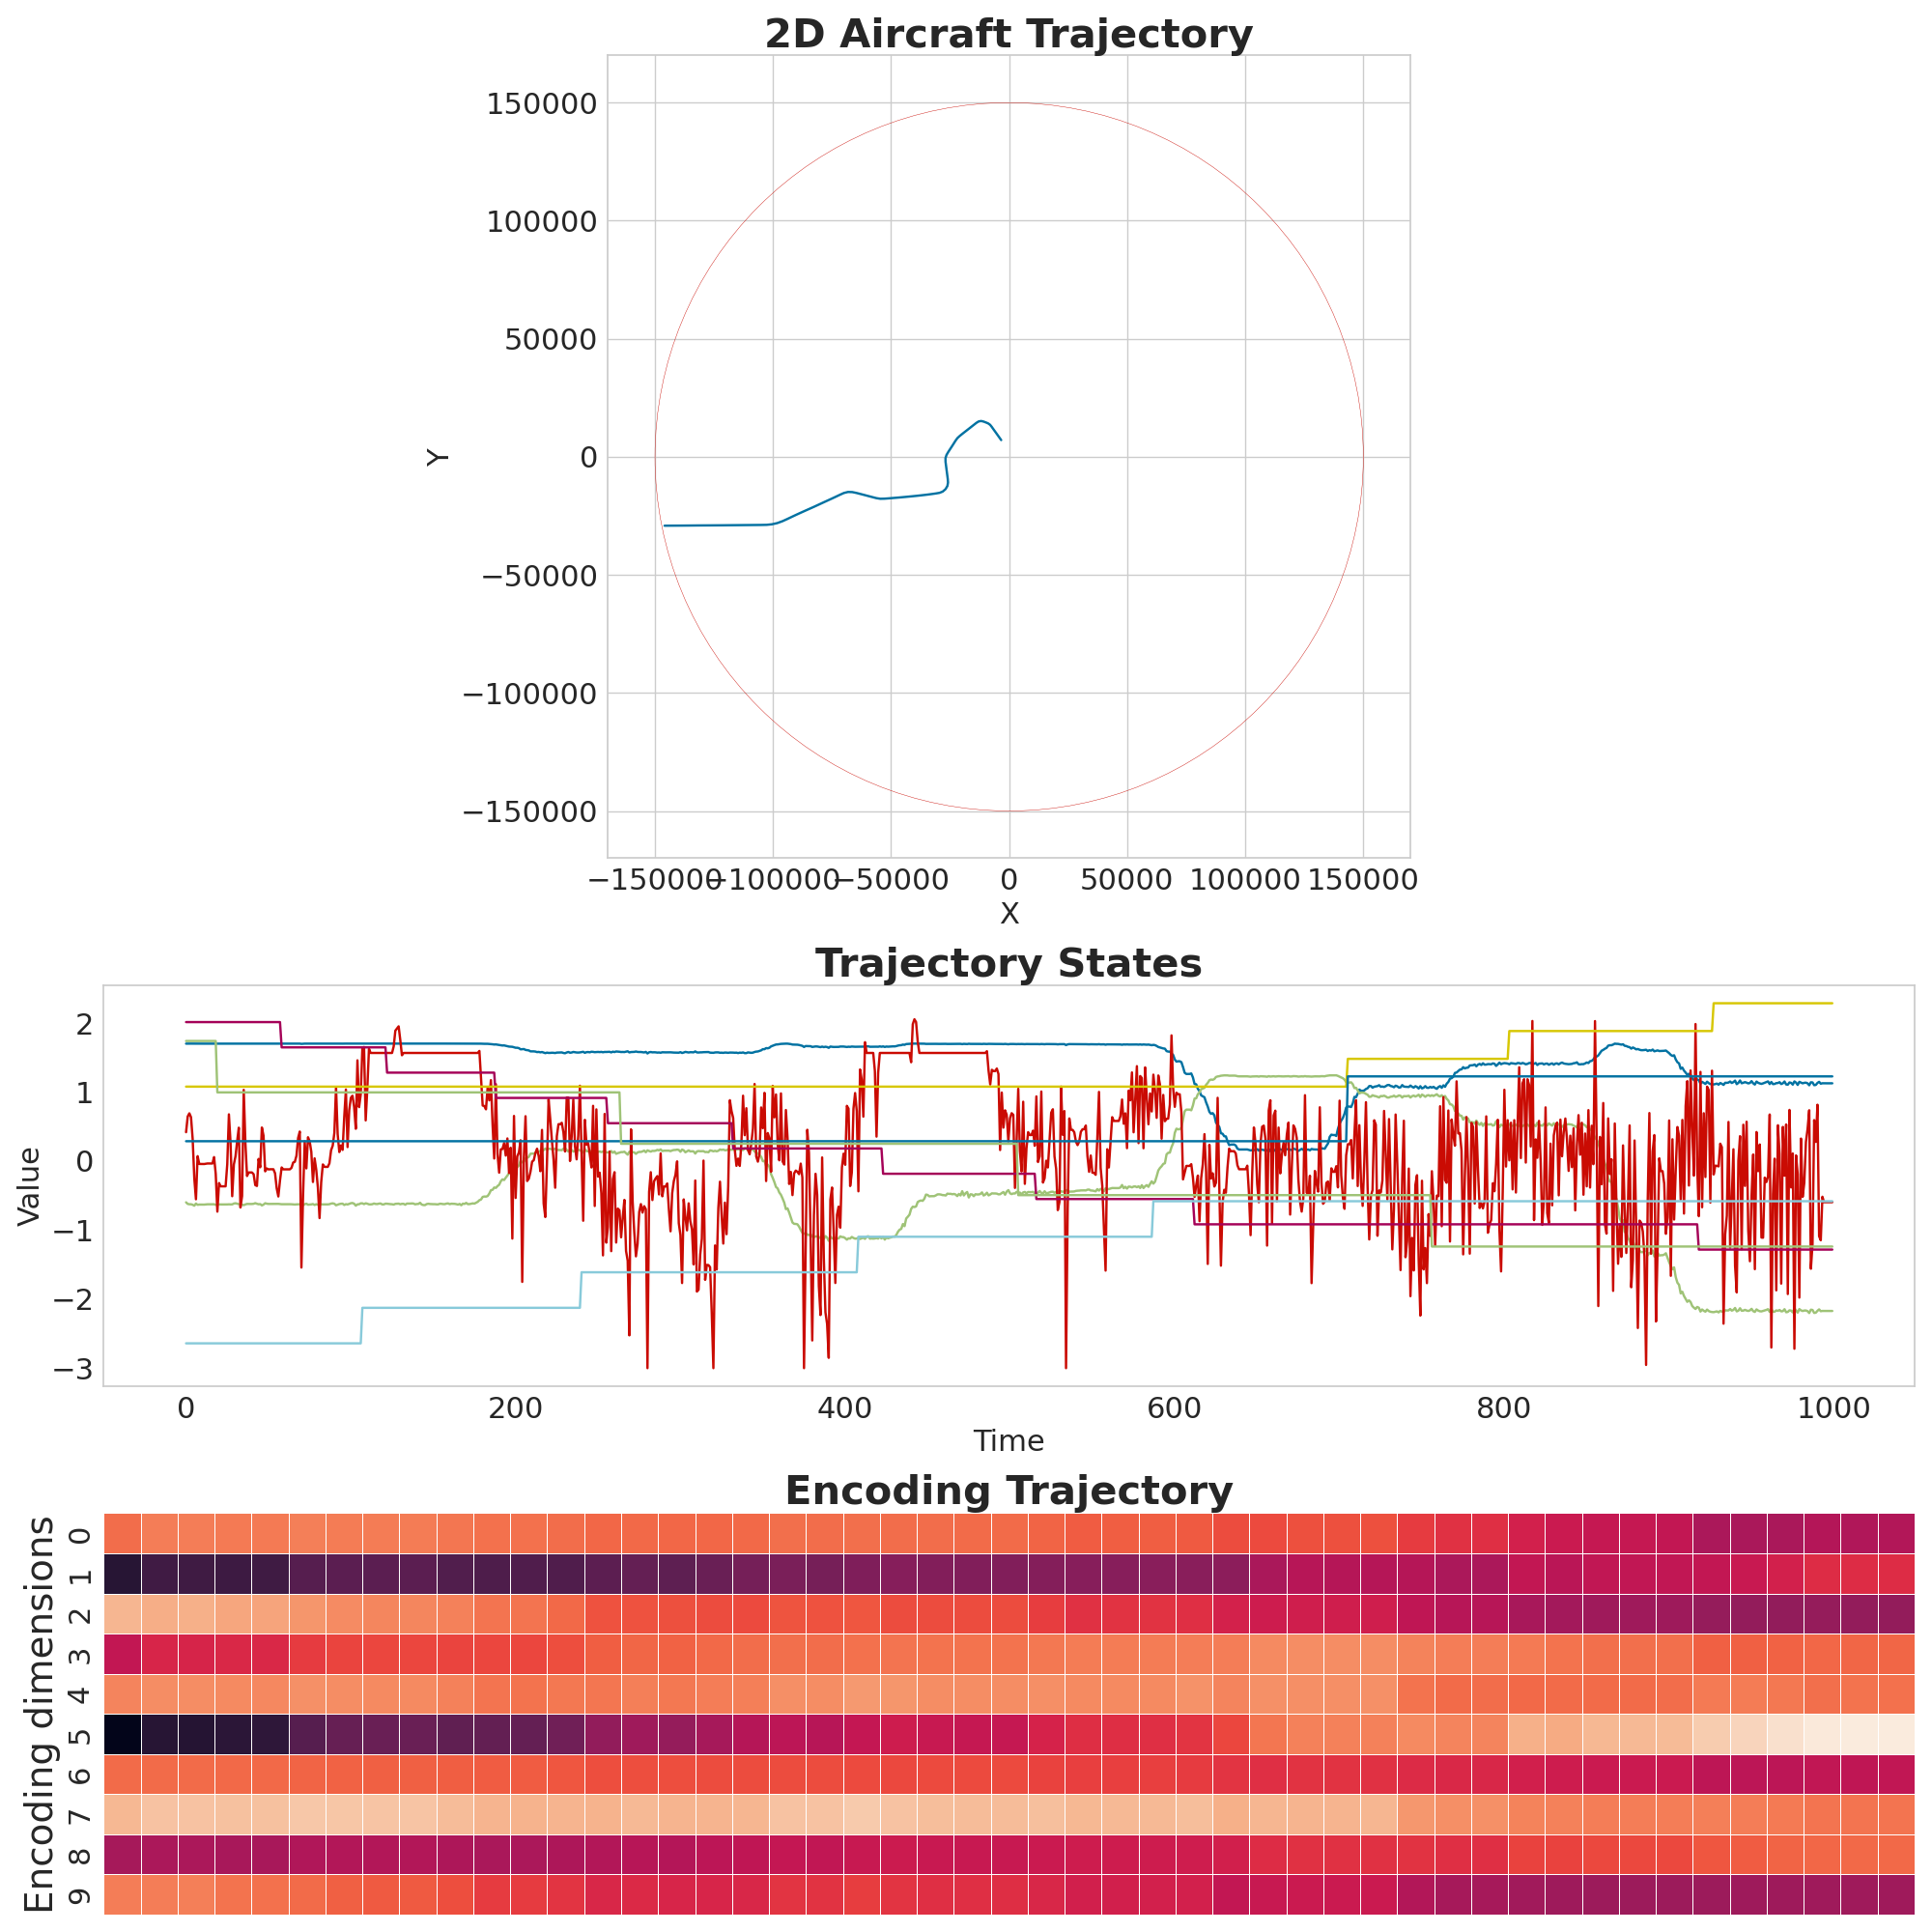 2D Aircraft Trajectory
150000
100000
50000
0
−50000
−100000
−150000
Y
−150000 −100000 −50000 0 50000 100000 150000
X
Trajectory States
2
1
0
−1
−2
−3
Value
0 200 400 600 800 1000
Time
Encoding Trajectory
Encoding dimensions
0
1
2
3
4
5
6
7
8
9